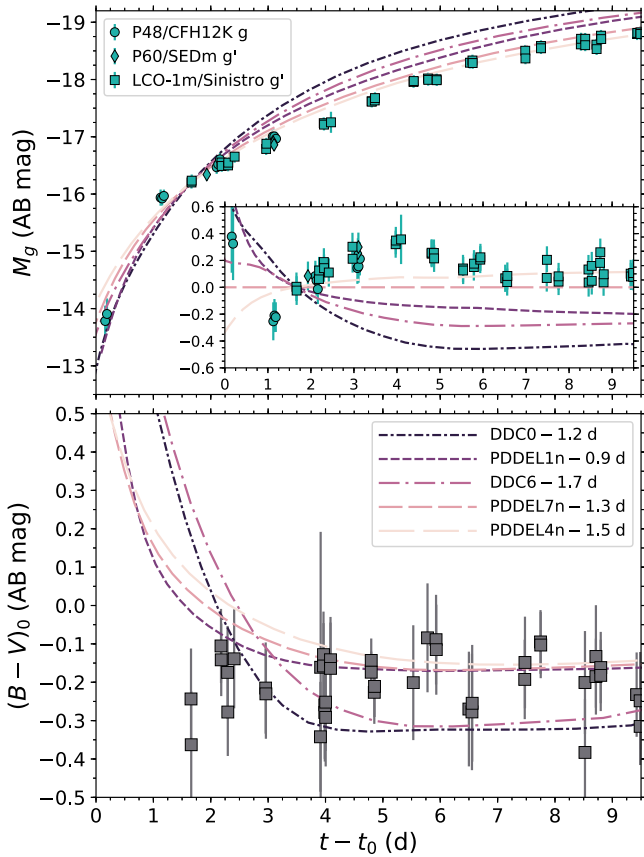 −19
−18
−17
−16
−15
−14
−13
M_g (AB mag)
P48/CFH12K g
P60/SEDm g'
LCO-1m/Sinistro g'
0.6
0.4
0.2
0.0
−0.2
−0.4
−0.6
0 1 2 3 4 5 6 7 8 9
0.5
0.4
0.3
0.2
0.1
0.0
−0.1
−0.2
−0.3
−0.4
−0.5
(B − V)₀ (AB mag)
DDC0 − 1.2 d
PDDEL1n − 0.9 d
DDC6 − 1.7 d
PDDEL7n − 1.3 d
PDDEL4n − 1.5 d
0 1 2 3 4 5 6 7 8 9
t − t₀ (d)